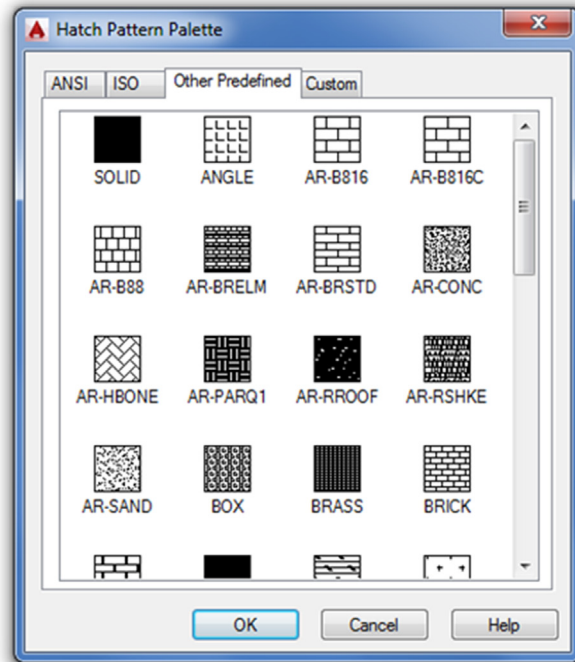 Hatch Pattern Palette
ANSI ISO Other Predefined Custom
SOLID ANGLE AR-B816 AR-B816C
AR-B88 AR-BRELM AR-BRSTD AR-CONC
AR-HBONE AR-PARQ1 AR-RROOF AR-RSHKE
AR-SAND BOX BRASS BRICK
OK Cancel Help